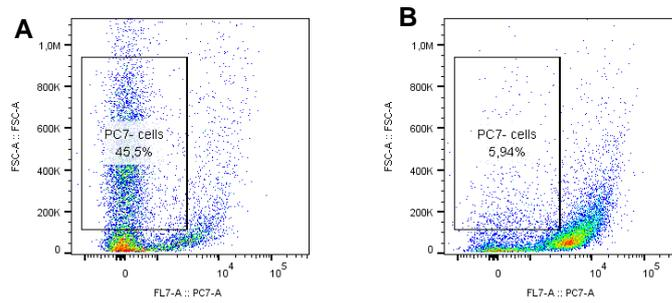 A
FSC-A :: FSC-A
1,0M
800K
600K
400K
200K
0
PC7- cells
45,5%
0
10^4
10^5
FL7-A :: PC7-A
B
FSC-A :: FSC-A
1,0M
800K
600K
400K
200K
0
PC7- cells
5,94%
0
10^4
10^5
FL7-A :: PC7-A